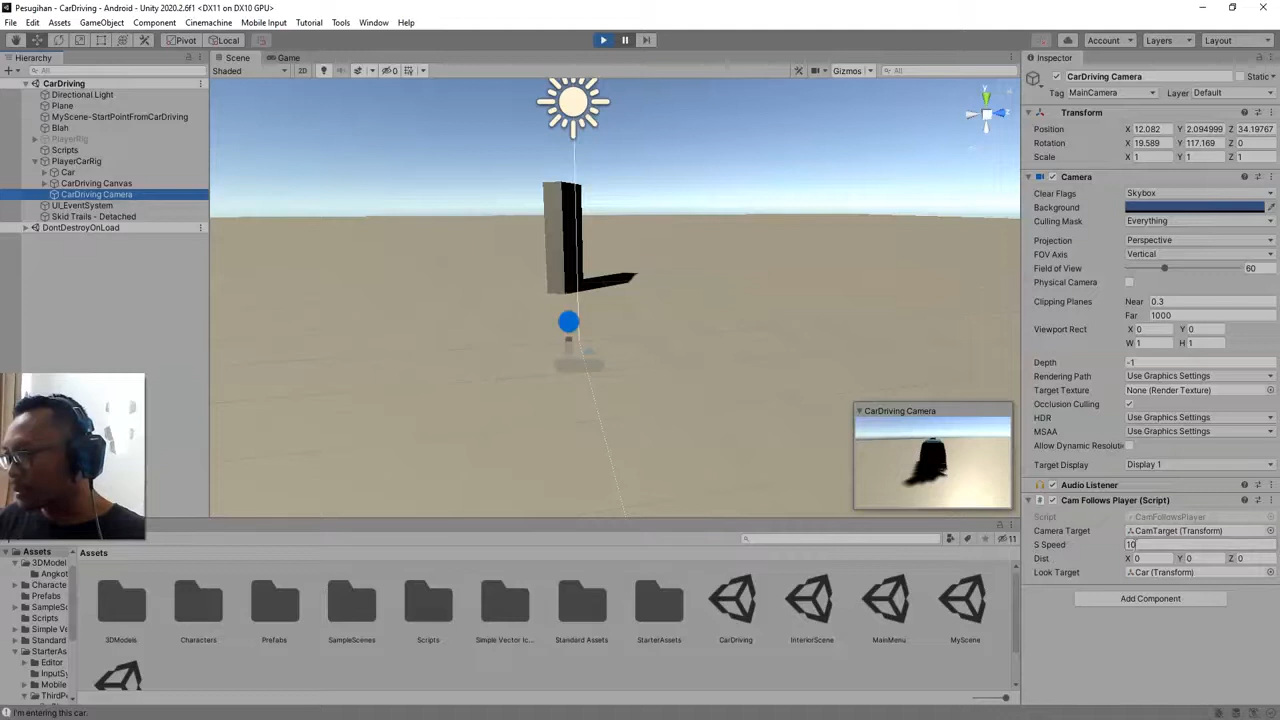 Pesugihan - CarDriving - Android - Unity 2020.2.6f1 <DX11 on DX10 GPU>
File Edit Assets GameObject Component Cinemachine Mobile Input Tutorial Tools Window Help
Pivot Local Account Layers Layout
Hierarchy
All
CarDriving
Directional Light
Plane
MyScene-StartPointFromCarDriving
Blah
PlayerRig
Scripts
PlayerCarRig
Car
CarDriving Canvas
CarDriving Camera
UI_EventSystem
Skid Trails - Detached
DontDestroyOnLoad
Scene Game
Shaded 2D 0 Gizmos All
y
CarDriving Camera
Inspector
CarDriving Camera Static
Tag MainCamera Layer Default
Transform
Position X 12.082 Y 2.094999 Z 34.19767
Rotation X 19.589 Y 117.169 Z 0
Scale X 1 Y 1 Z 1
Camera
Clear Flags Skybox
Background
Culling Mask Everything
Projection Perspective
FOV Axis Vertical
Field of View 60
Physical Camera
Clipping Planes Near 0.3
Far 1000
Viewport Rect X 0 Y 0
W 1 H 1
Depth -1
Rendering Path Use Graphics Settings
Target Texture None (Render Texture)
Occlusion Culling
HDR Use Graphics Settings
MSAA Use Graphics Settings
Allow Dynamic Resoluti
Target Display Display 1
Audio Listener
Cam Follows Player (Script)
Script CamFollowsPlayer
Camera Target CamTarget (Transform)
S Speed 10
Dist X 0 Y 0 Z 0
Look Target Car (Transform)
Add Component
11
Assets
3DModel
Angkot
Characte
Prefabs
SampleSc
Scripts
Simple Ve
Standard
StarterAs
Editor
InputSy
Mobile
ThirdPe
Assets
3DModels Characters Prefabs SampleScenes Scripts Simple Vector Ic... Standard Assets StarterAssets CarDriving InteriorScene MainMenu MyScene
I'm entering this car.